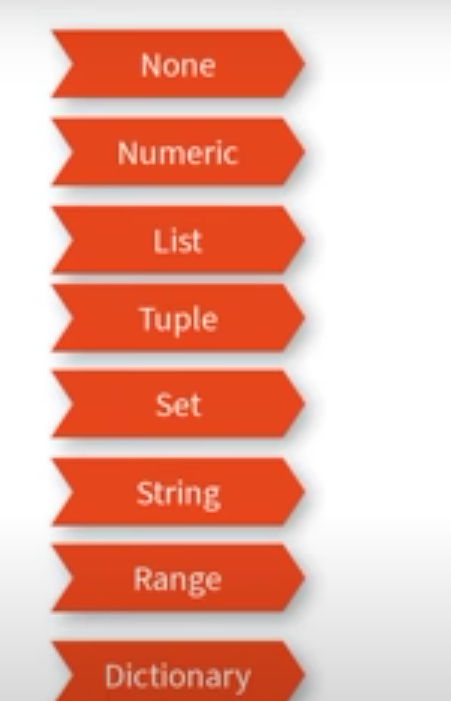 None
Numeric
List
Tuple
Set
String
Range
Dictionary